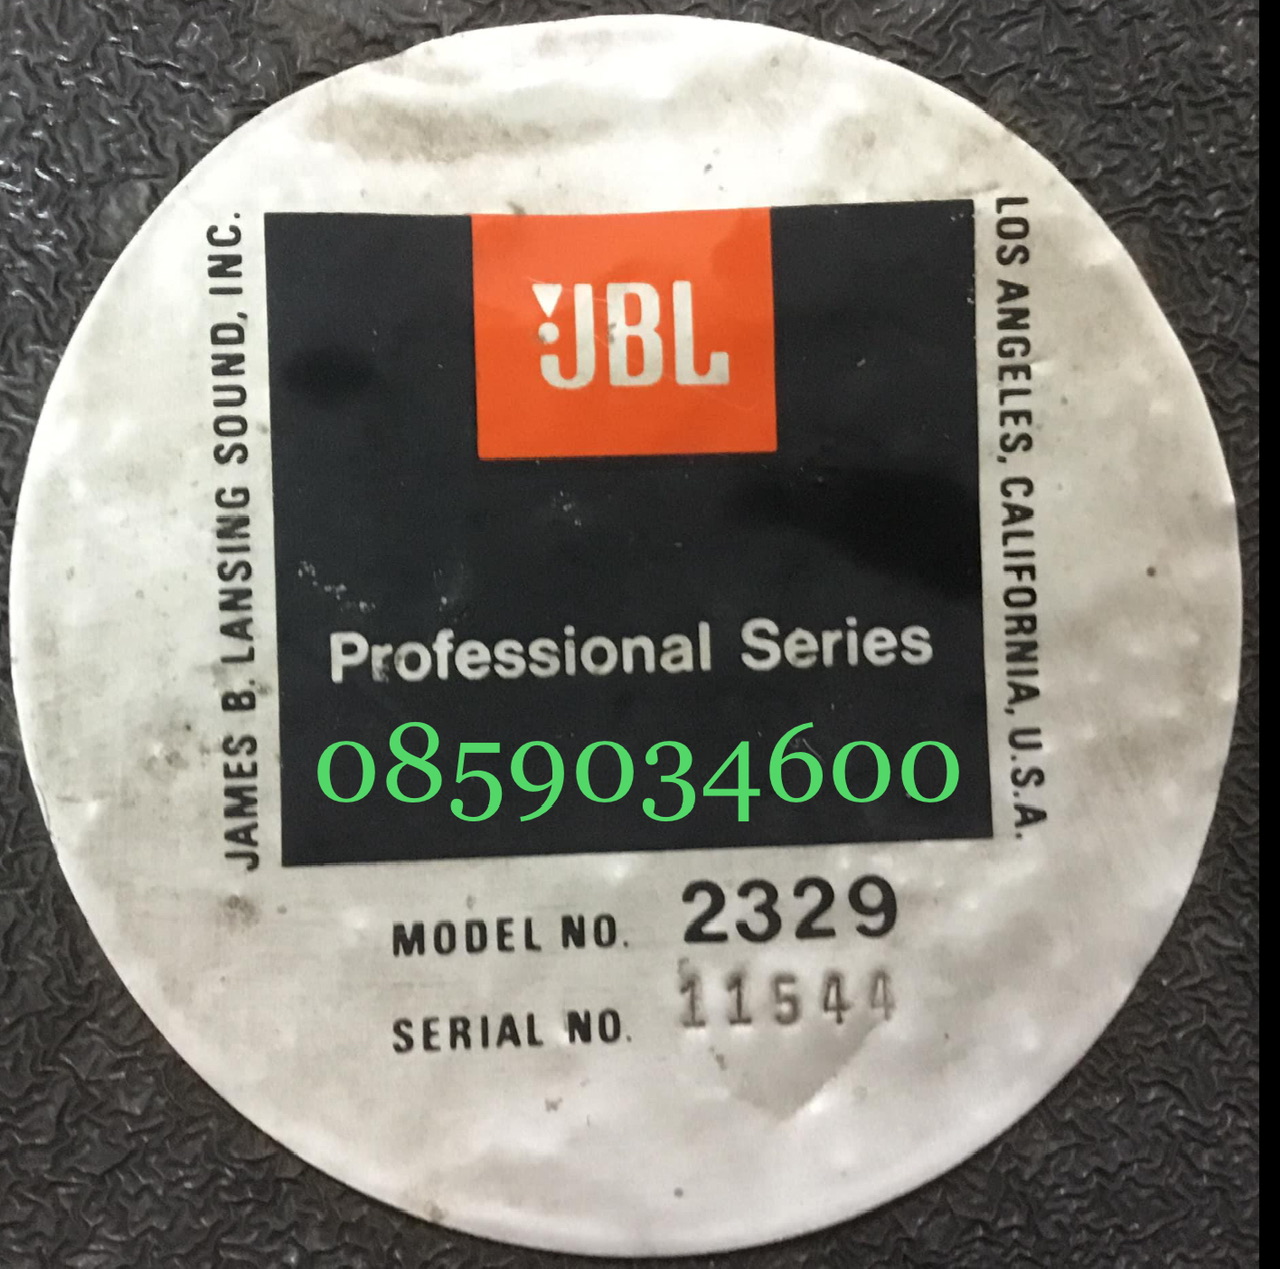 JAMES B. LANSING SOUND, INC.
LOS ANGELES, CALIFORNIA, U.S.A.
JBL
Professional Series
0859034600
MODEL NO. 2329
SERIAL NO. 11544